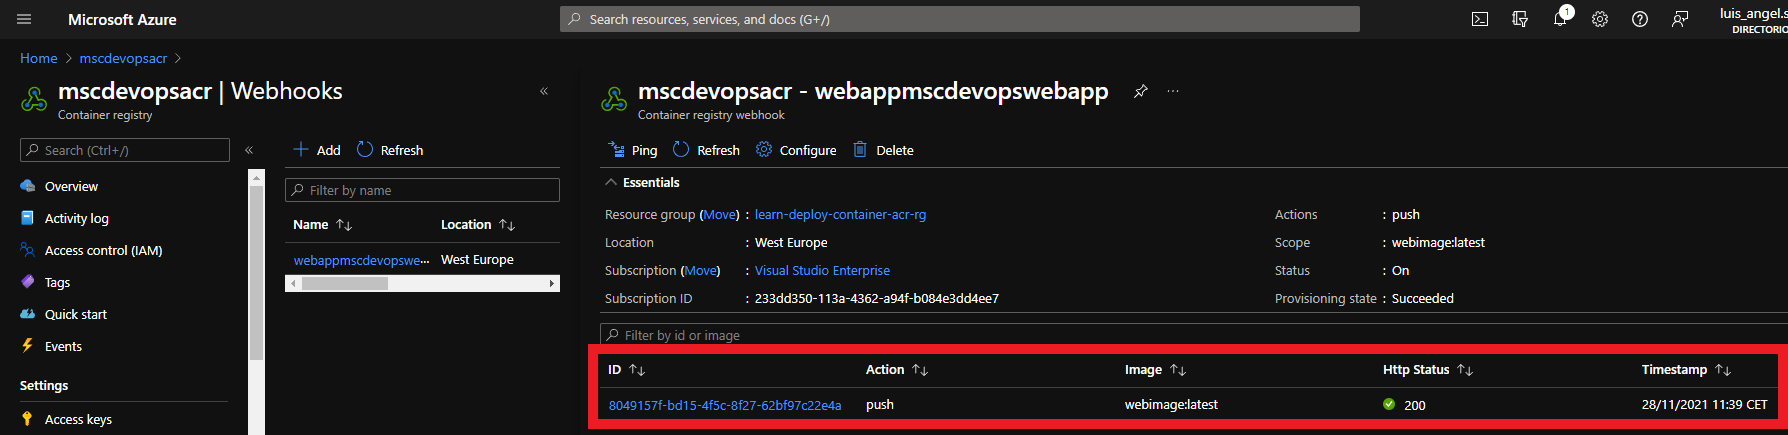 Microsoft Azure
Search resources, services, and docs (G+/)
1
luis_angel.s
DIRECTORIO
Home > mscdevopsacr >
mscdevopsacr | Webhooks
Container registry
«
Search (Ctrl+/)
«
Overview
Activity log
Access control (IAM)
Tags
Quick start
Events
Settings
Access keys
+ Add Refresh
Filter by name
Name ↑↓ Location ↑↓
webappmscdevopswe... West Europe
mscdevopsacr - webappmscdevopswebapp ...
Container registry webhook
Ping Refresh Configure Delete
Essentials
Resource group (Move) : learn-deploy-container-acr-rg
Location : West Europe
Subscription (Move) : Visual Studio Enterprise
Subscription ID : 233dd350-113a-4362-a94f-b084e3dd4ee7
Actions : push
Scope : webimage:latest
Status : On
Provisioning state : Succeeded
Filter by id or image
ID ↑↓ Action ↑↓ Image ↑↓ Http Status ↑↓ Timestamp ↑↓
8049157f-bd15-4f5c-8f27-62bf97c22e4a push webimage:latest 200 28/11/2021 11:39 CET